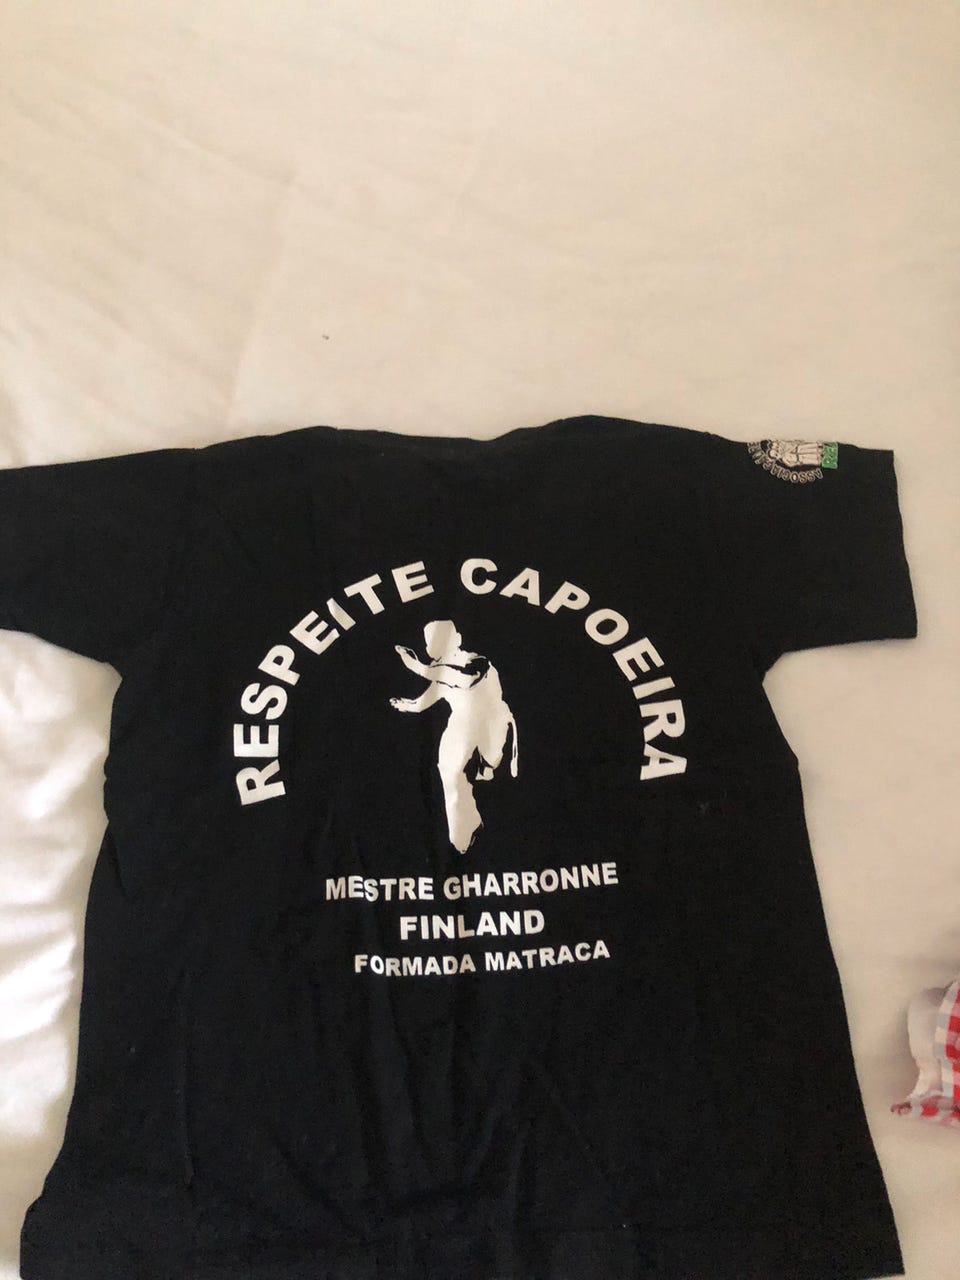 RESPEITE CAPOEIRA
MESTRE GHARRONNE
FINLAND
FORMADA MATRACA